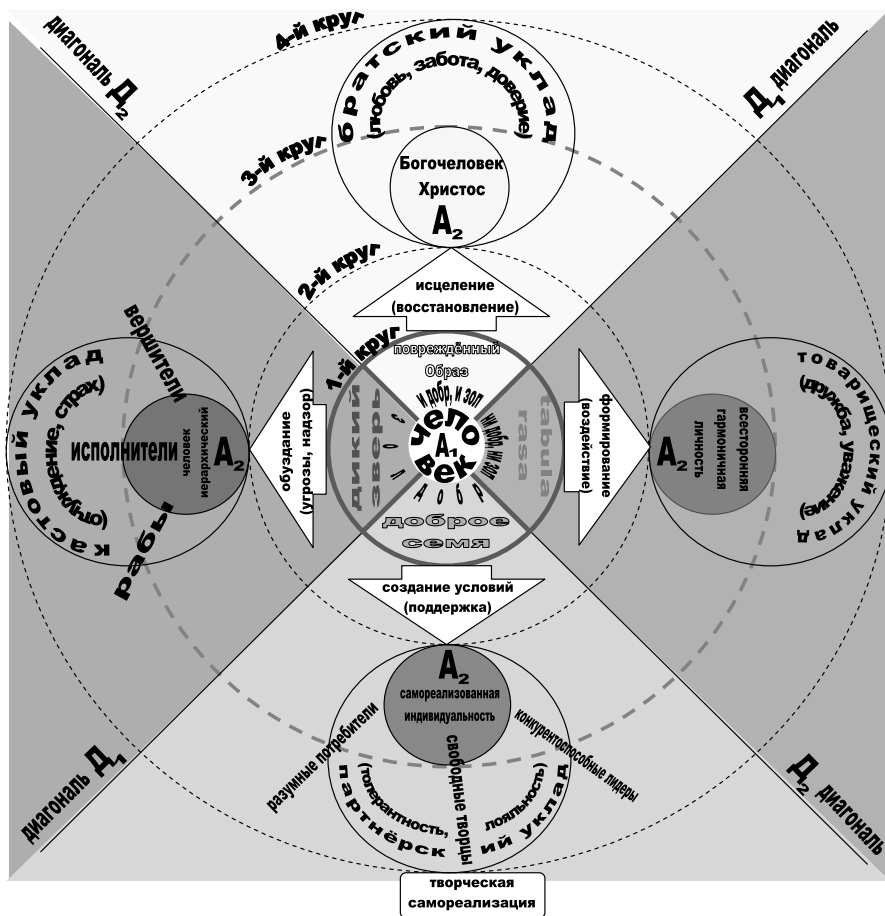 4-й круг
диагональ Д2
Д1 диагональ
братский уклад
(любовь, забота, доверие)
3-й круг
Богочеловек
Христос
А2
2-й круг
исцеление
(восстановление)
1-й круг
повреждённый
Образ
и добр, и зол
вершители
кастовый уклад
(отчуждение, страх)
исполнители
человек
иерархический
А2
рабы
обуздание
(угрозы, надзор)
дикий
зверь
зол
чело
А1
век
ни добр ни зол
tabula
rasa
добр
доброе
семя
формирование
(воздействие)
А2
всесторонняя
гармоничная
личность
товарищеский уклад
(дружба, уважение)
создание условий
(поддержка)
А2
самореализованная
индивидуальность
разумные потребители
свободные творцы
конкурентоспособные лидеры
(толерантность, лояльность)
партнёрский уклад
диагональ Д1
Д2 диагональ
творческая
самореализация